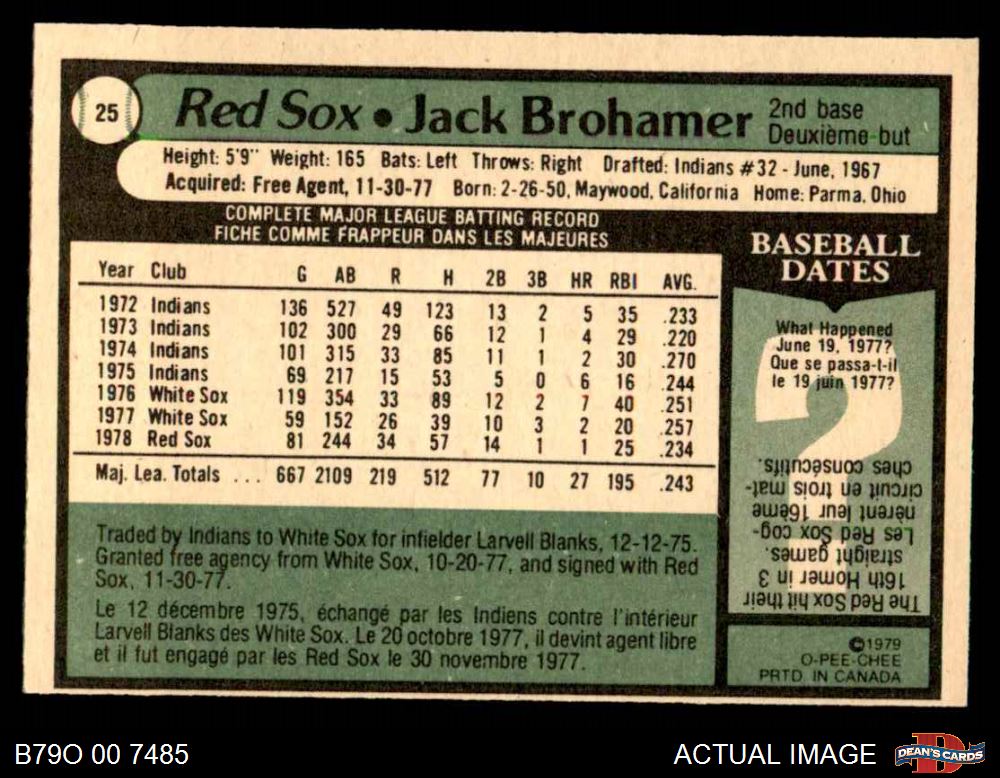 25
Red Sox • Jack Brohamer
2nd base
Deuxième-but
Height: 5'9" Weight: 165 Bats: Left Throws: Right Drafted: Indians #32 - June, 1967
Acquired: Free Agent, 11-30-77 Born: 2-26-50, Maywood, California Home: Parma, Ohio
COMPLETE MAJOR LEAGUE BATTING RECORD
FICHE COMME FRAPPEUR DANS LES MAJEURES
Year Club G AB R H 2B 3B HR RBI AVG.
1972 Indians 136 527 49 123 13 2 5 35 .233
1973 Indians 102 300 29 66 12 1 4 29 .220
1974 Indians 101 315 33 85 11 1 2 30 .270
1975 Indians 69 217 15 53 5 0 6 16 .244
1976 White Sox 119 354 33 89 12 2 7 40 .251
1977 White Sox 59 152 26 39 10 3 2 20 .257
1978 Red Sox 81 244 34 57 14 1 1 25 .234
Maj. Lea. Totals ... 667 2109 219 512 77 10 27 195 .243
Traded by Indians to White Sox for infielder Larvell Blanks, 12-12-75.
Granted free agency from White Sox, 10-20-77, and signed with Red
Sox, 11-30-77.
Le 12 décembre 1975, échangé par les Indiens contre l'intérieur
Larvell Blanks des White Sox. Le 20 octobre 1977, il devint agent libre
et il fut engagé par les Red Sox le 30 novembre 1977.
BASEBALL
DATES
What Happened
June 19, 1977?
Que se passa-t-il
le 19 juin 1977?
The Red Sox hit their
16th Homer in 3
straight games.
Les Red Sox cog-
nèrent leur 16ème
circuit en trois mat-
ches consécutifs.
©1979
O-PEE-CHEE
PRTD. IN CANADA
B79O 00 7485
ACTUAL IMAGE
DEAN'S CARDS